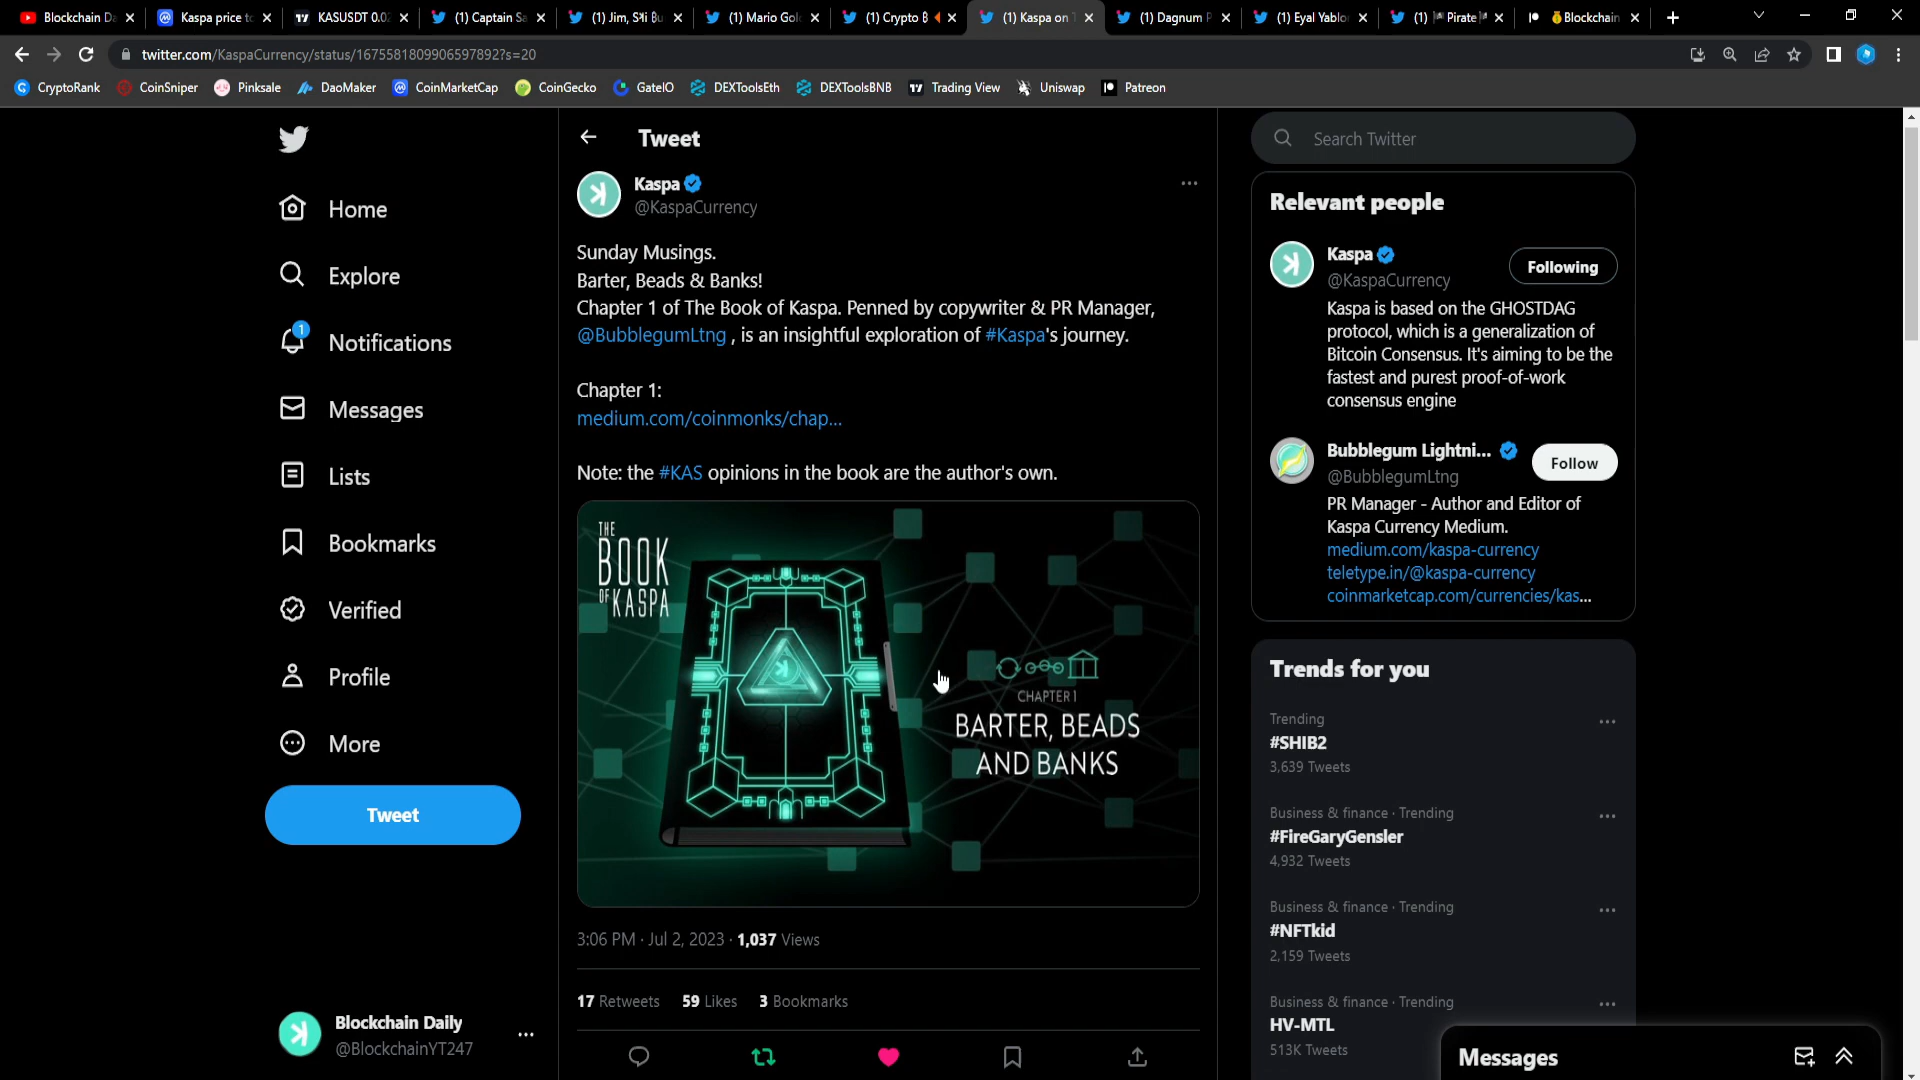 Blockchain Da
Kaspa price to
KASUSDT 0.02
(1) Captain Sa
(1) Jim, S
(1) Mario Gol
(1) Crypto B
(1) Kaspa on T
(1) Dagnum P
(1) Eyal Yablo
(1) Pirate
Blockchain
twitter.com/KaspaCurrency/status/1675581809906597892?s=20
CryptoRank
CoinSniper
Pinksale
DaoMaker
CoinMarketCap
CoinGecko
GateIO
DEXToolsEth
DEXToolsBNB
Trading View
Uniswap
Patreon
Home
Explore
1
Notifications
Messages
Lists
Bookmarks
Verified
Profile
More
Tweet
Blockchain Daily
@BlockchainYT247
Tweet
Kaspa
@KaspaCurrency
Sunday Musings.
Barter, Beads & Banks!
Chapter 1 of The Book of Kaspa. Penned by copywriter & PR Manager,
@BubblegumLtng , is an insightful exploration of #Kaspa's journey.
Chapter 1:
medium.com/coinmonks/chap...
Note: the #KAS opinions in the book are the author's own.
THE
BOOK
OF KASPA
CHAPTER 1
BARTER, BEADS
AND BANKS
3:06 PM · Jul 2, 2023 · 1,037 Views
17 Retweets 59 Likes 3 Bookmarks
Search Twitter
Relevant people
Kaspa
@KaspaCurrency
Following
Kaspa is based on the GHOSTDAG
protocol, which is a generalization of
Bitcoin Consensus. It's aiming to be the
fastest and purest proof-of-work
consensus engine
Bubblegum Lightni...
@BubblegumLtng
Follow
PR Manager - Author and Editor of
Kaspa Currency Medium.
medium.com/kaspa-currency
teletype.in/@kaspa-currency
coinmarketcap.com/currencies/kas...
Trends for you
Trending
#SHIB2
3,639 Tweets
Business & finance · Trending
#FireGaryGensler
4,932 Tweets
Business & finance · Trending
#NFTkid
2,159 Tweets
Business & finance · Trending
HV-MTL
513K Tweets
Messages